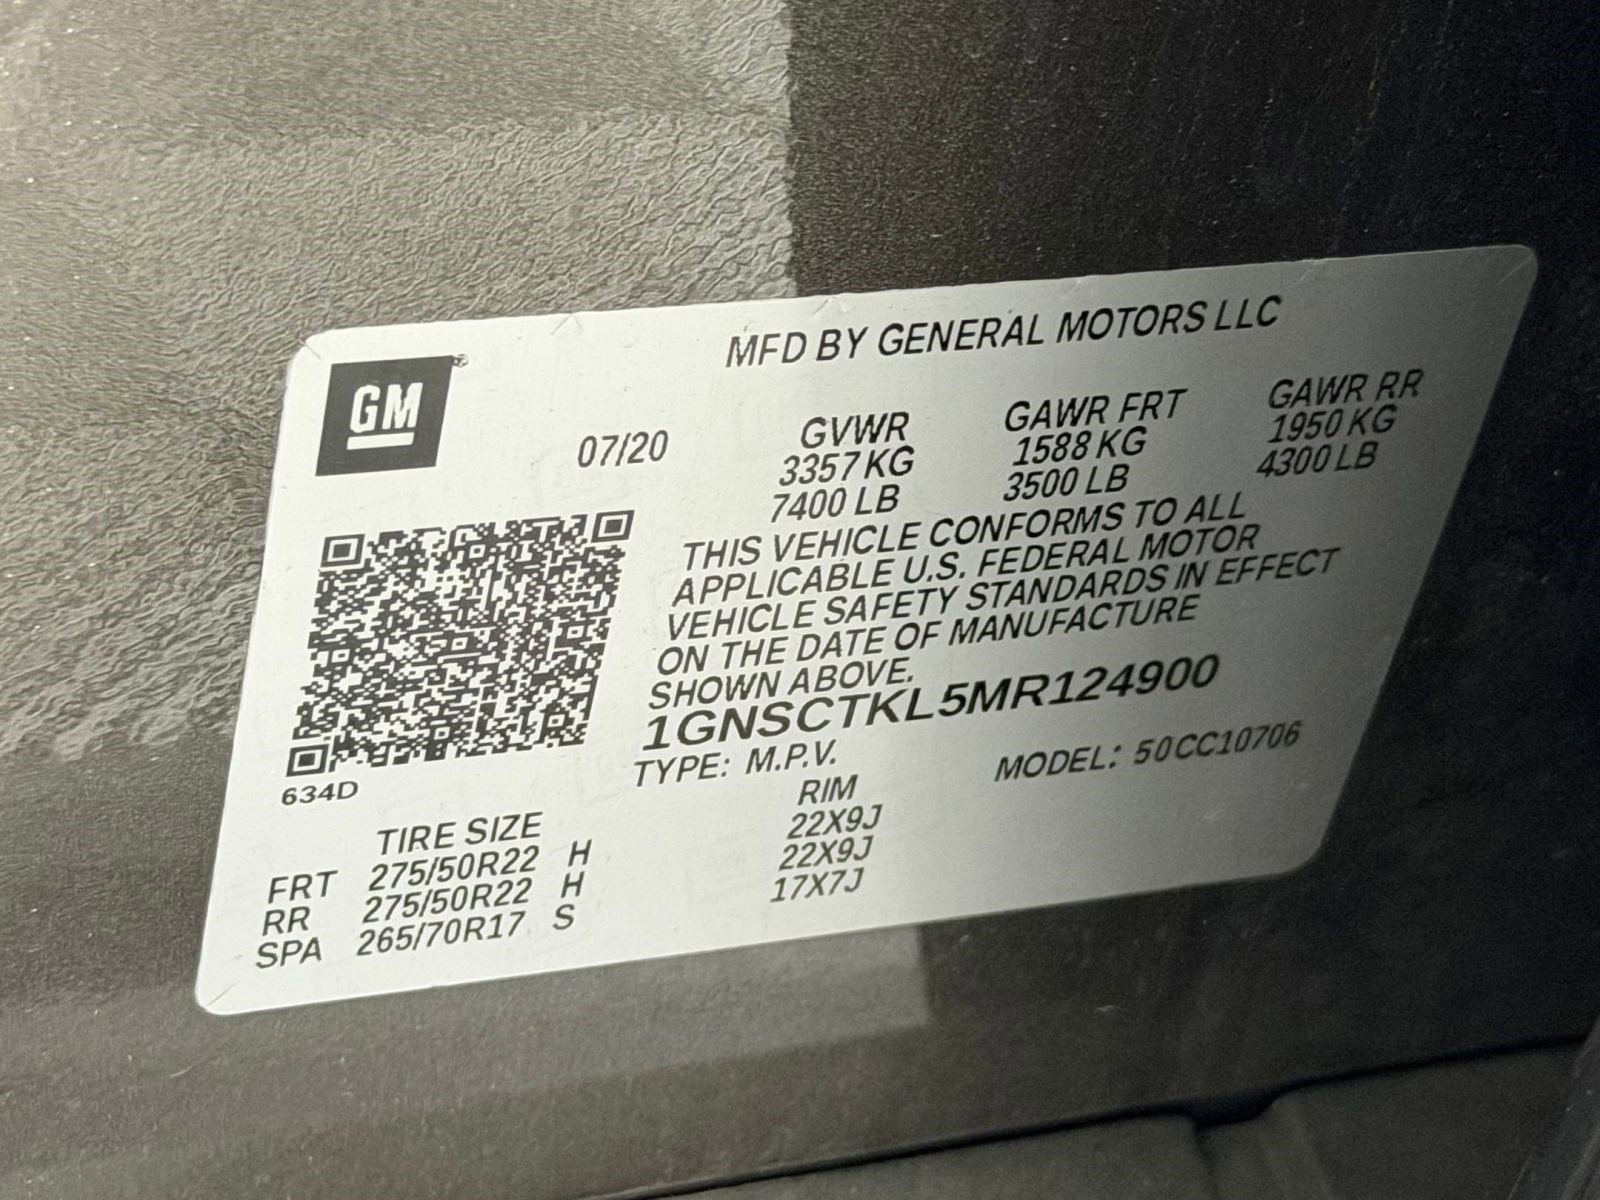 MFD BY GENERAL MOTORS LLC
GM
07/20
GVWR GAWR FRT GAWR RR
3357 KG 1588 KG 1950 KG
7400 LB 3500 LB 4300 LB
THIS VEHICLE CONFORMS TO ALL
APPLICABLE U.S. FEDERAL MOTOR
VEHICLE SAFETY STANDARDS IN EFFECT
ON THE DATE OF MANUFACTURE
SHOWN ABOVE.
1GNSCTKL5MR124900
TYPE: M.P.V. MODEL: 50CC10706
634D
TIRE SIZE RIM
FRT 275/50R22 H 22X9J
RR 275/50R22 H 22X9J
SPA 265/70R17 S 17X7J